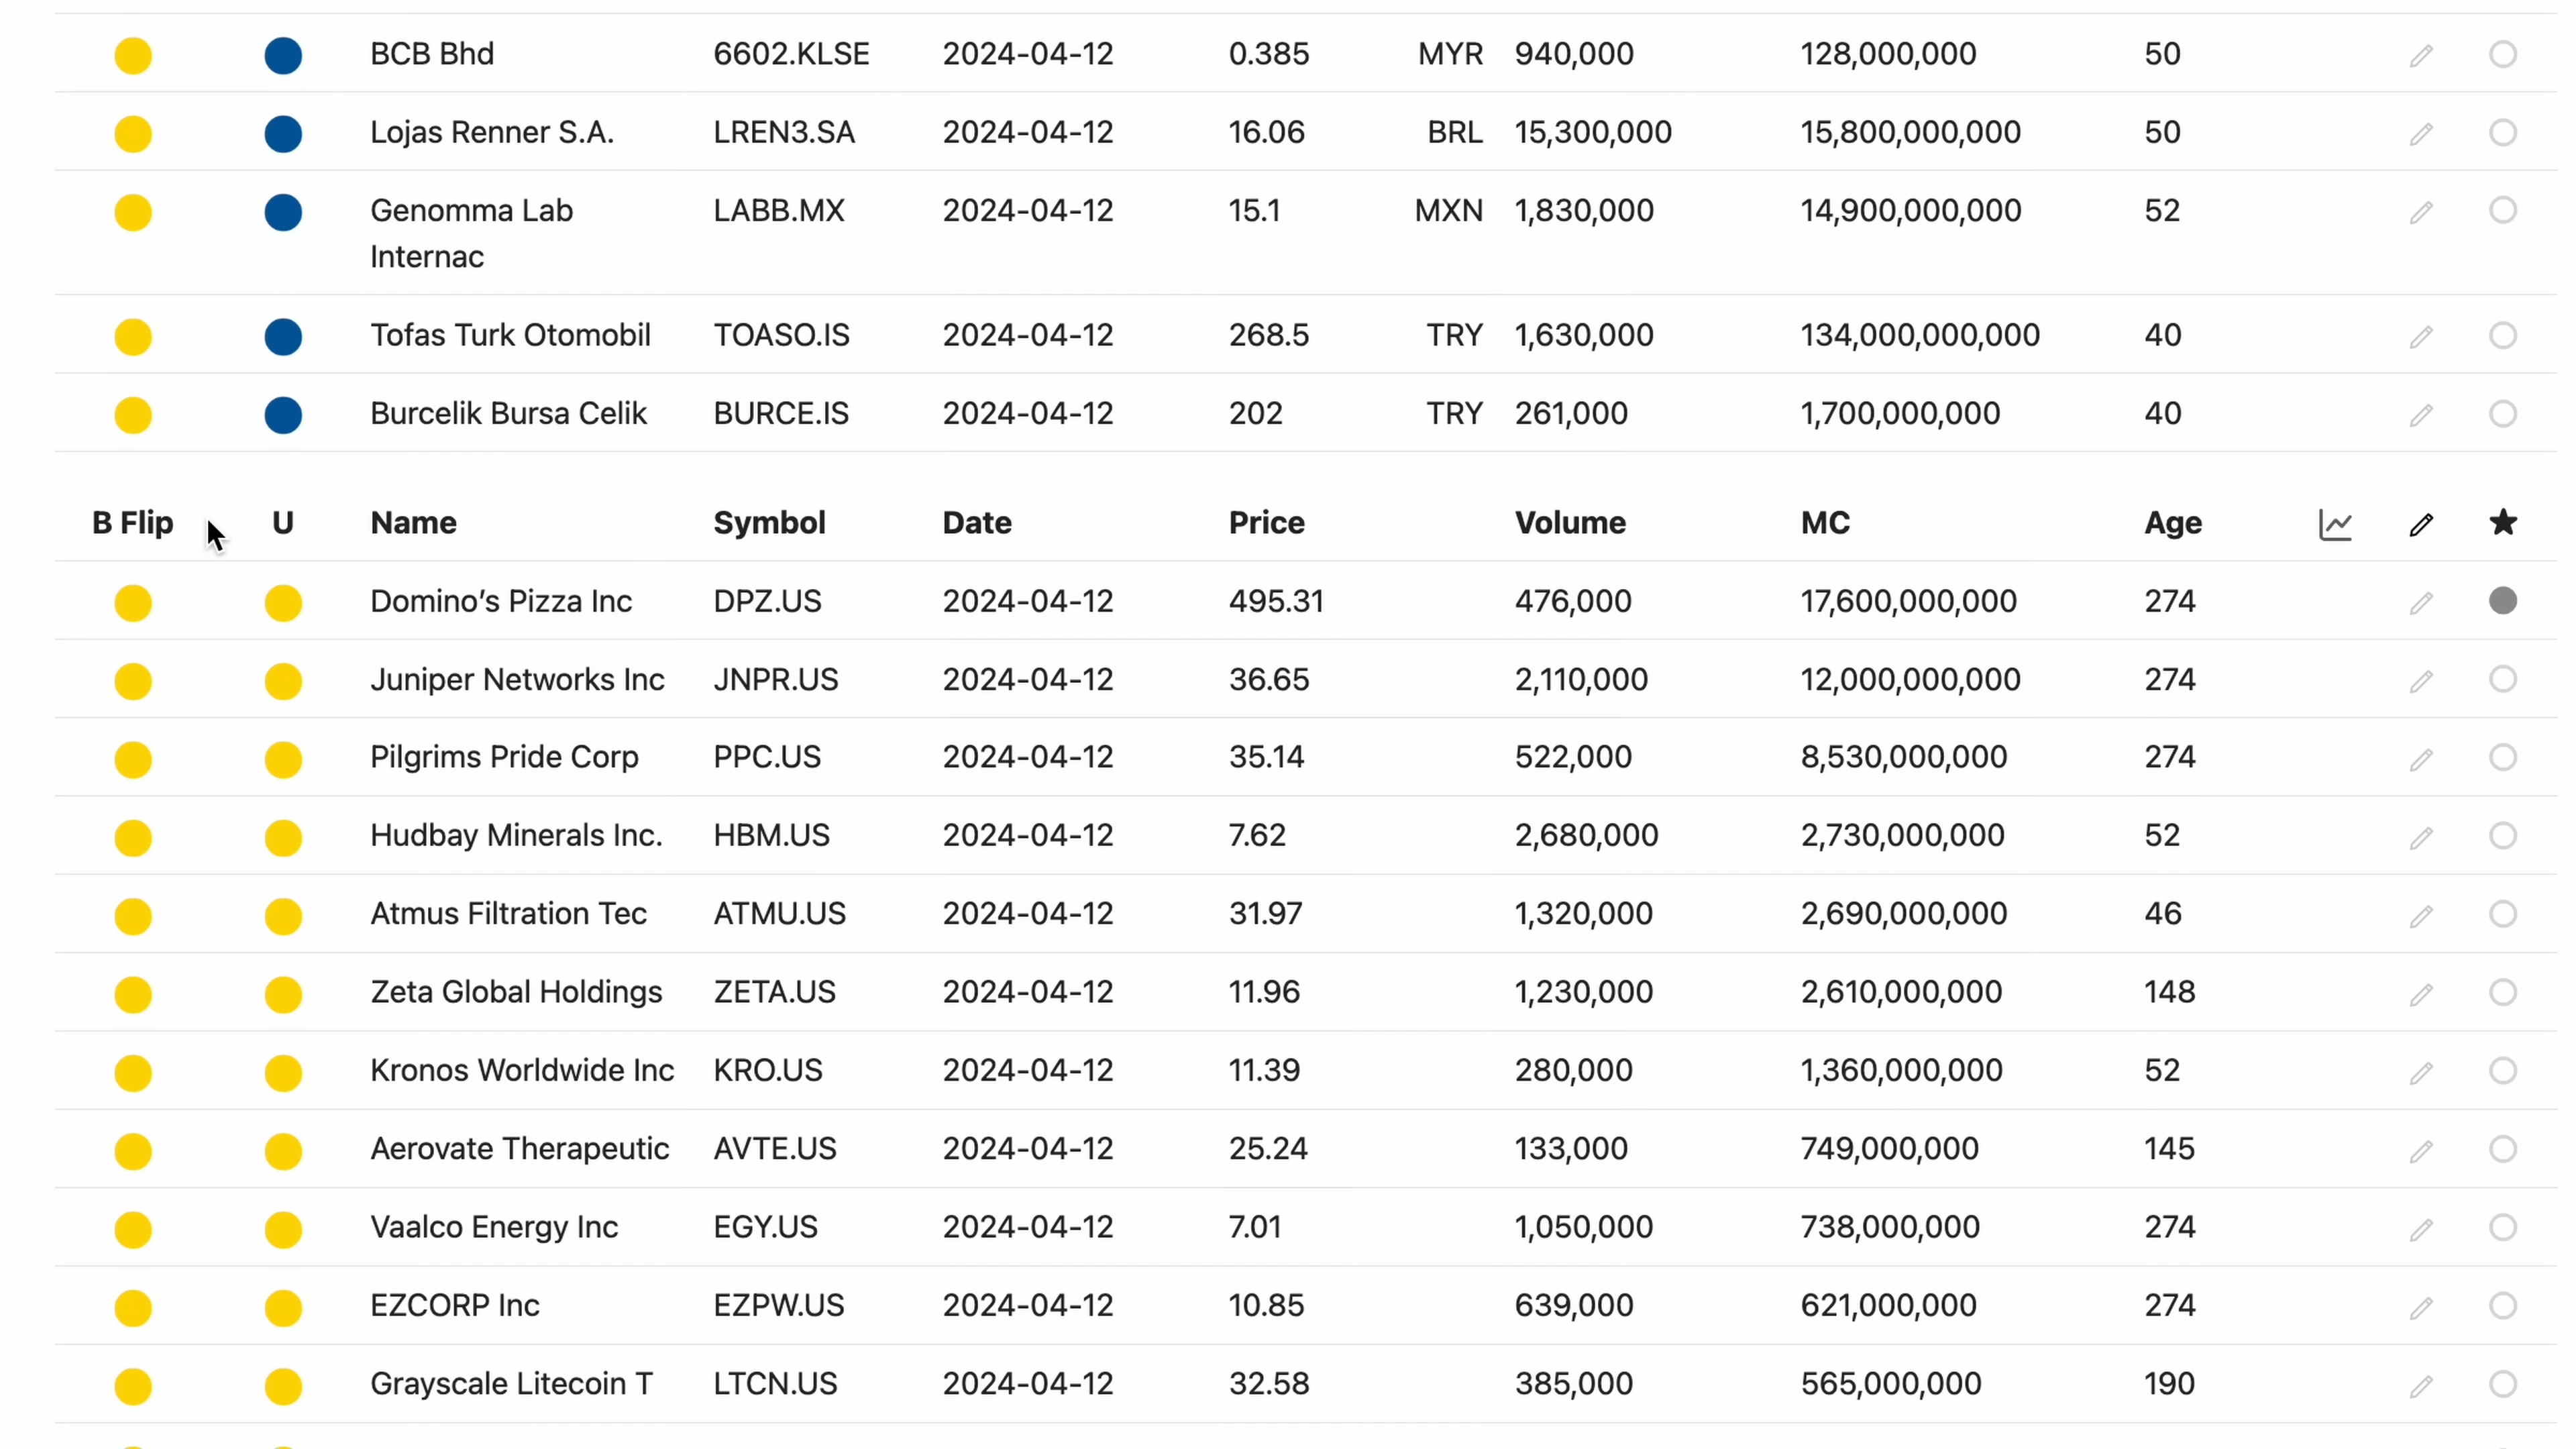 BCB Bhd 6602.KLSE 2024-04-12 0.385 MYR 940,000 128,000,000 50
Lojas Renner S.A. LREN3.SA 2024-04-12 16.06 BRL 15,300,000 15,800,000,000 50
Genomma Lab LABB.MX 2024-04-12 15.1 MXN 1,830,000 14,900,000,000 52
Internac
Tofas Turk Otomobil TOASO.IS 2024-04-12 268.5 TRY 1,630,000 134,000,000,000 40
Burcelik Bursa Celik BURCE.IS 2024-04-12 202 TRY 261,000 1,700,000,000 40
B Flip U Name Symbol Date Price Volume MC Age
Domino’s Pizza Inc DPZ.US 2024-04-12 495.31 476,000 17,600,000,000 274
Juniper Networks Inc JNPR.US 2024-04-12 36.65 2,110,000 12,000,000,000 274
Pilgrims Pride Corp PPC.US 2024-04-12 35.14 522,000 8,530,000,000 274
Hudbay Minerals Inc. HBM.US 2024-04-12 7.62 2,680,000 2,730,000,000 52
Atmus Filtration Tec ATMU.US 2024-04-12 31.97 1,320,000 2,690,000,000 46
Zeta Global Holdings ZETA.US 2024-04-12 11.96 1,230,000 2,610,000,000 148
Kronos Worldwide Inc KRO.US 2024-04-12 11.39 280,000 1,360,000,000 52
Aerovate Therapeutic AVTE.US 2024-04-12 25.24 133,000 749,000,000 145
Vaalco Energy Inc EGY.US 2024-04-12 7.01 1,050,000 738,000,000 274
EZCORP Inc EZPW.US 2024-04-12 10.85 639,000 621,000,000 274
Grayscale Litecoin T LTCN.US 2024-04-12 32.58 385,000 565,000,000 190